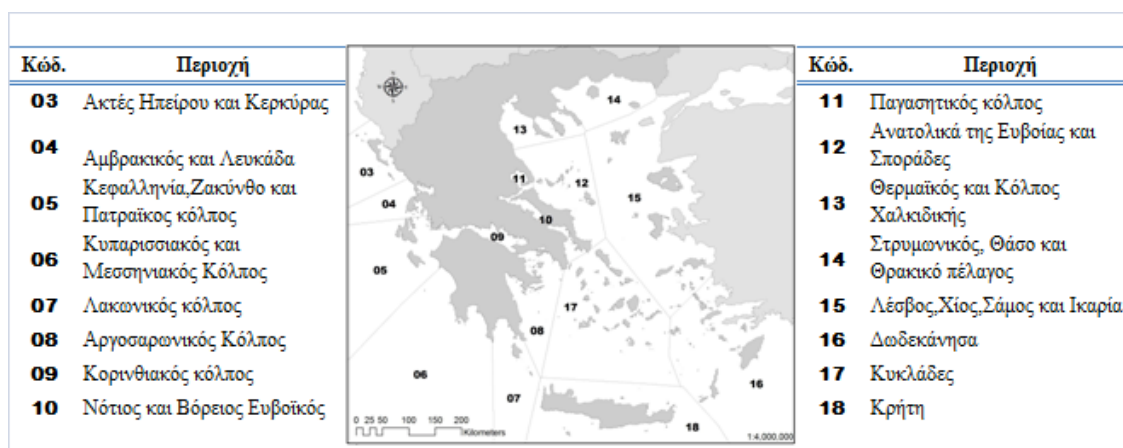 Κώδ. Περιοχή
03 Ακτές Ηπείρου και Κερκύρας
04 Αμβρακικός και Λευκάδα
05 Κεφαλληνία,Ζακύνθο και
Πατραϊκος κόλπος
06 Κυπαρισσιακός και
Μεσσηνιακός Κόλπος
07 Λακωνικός κόλπος
08 Αργοσαρωνικός Κόλπος
09 Κορινθιακός κόλπος
10 Νότιος και Βόρειος Ευβοϊκός
14
13
03
11
12
15
04
10
09
05
17
08
06
07
16
18
0 25 50 100 150 200
Kilometers
1:4,000,000
Κώδ. Περιοχή
11 Παγασητικός κόλπος
12 Ανατολικά της Ευβοίας και
Σποράδες
13 Θερμαϊκός και Κόλπος
Χαλκιδικής
14 Στρυμωνικός, Θάσο και
Θρακικό πέλαγος
15 Λέσβος,Χίος,Σάμος και Ικαρία
16 Δωδεκάνησα
17 Κυκλάδες
18 Κρήτη